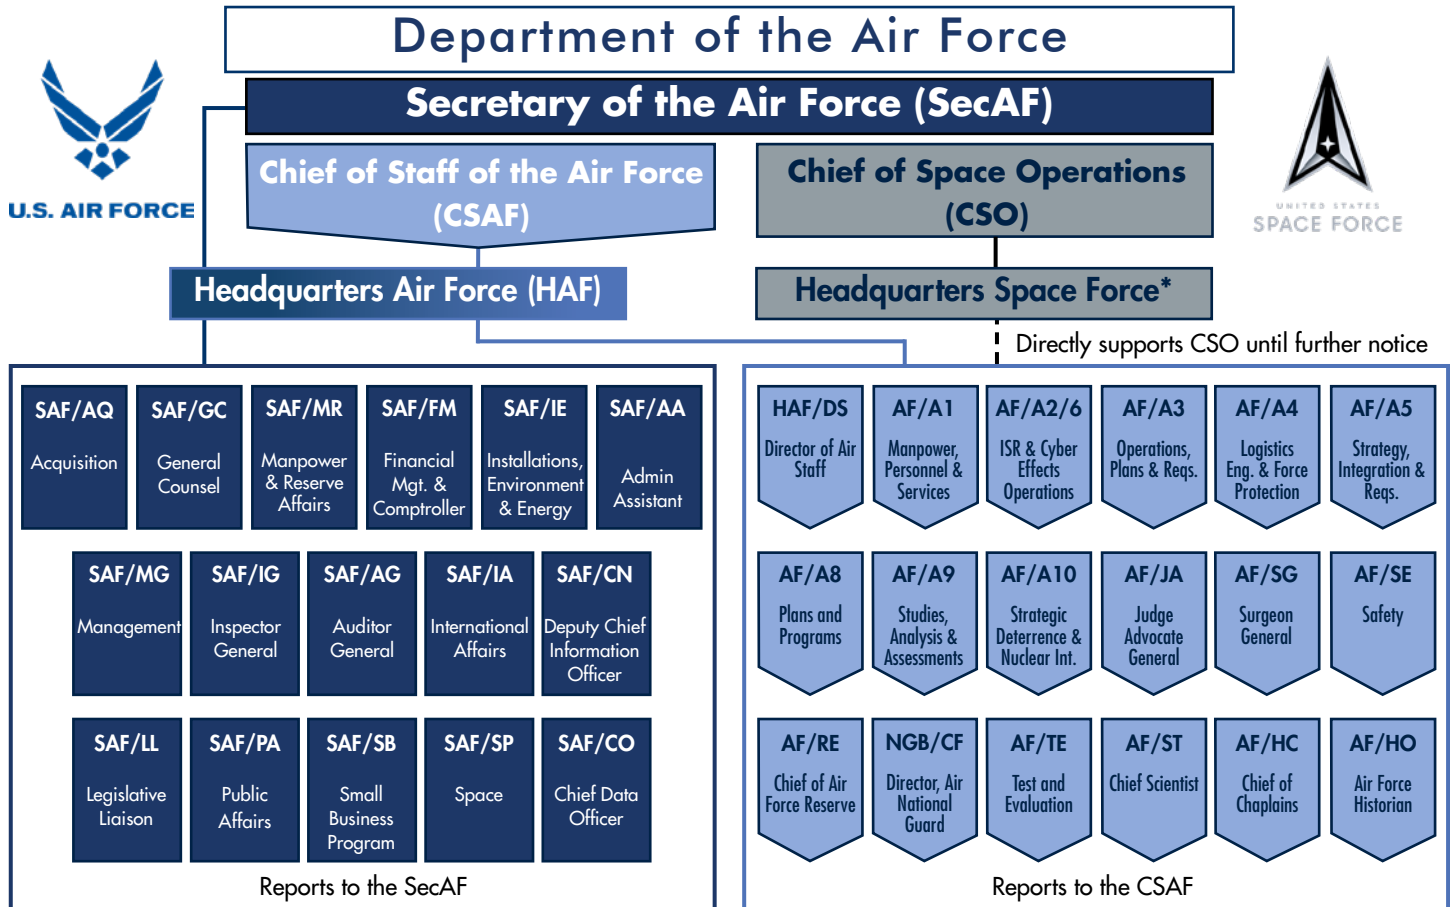 Department of the Air Force
Secretary of the Air Force (SecAF)
U.S. AIR FORCE
Chief of Staff of the Air Force
(CSAF)
Chief of Space Operations
(CSO)
UNITED STATES
SPACE FORCE
Headquarters Air Force (HAF)
Headquarters Space Force*
Directly supports CSO until further notice
SAF/AQ
Acquisition
SAF/GC
General
Counsel
SAF/MR
Manpower
& Reserve
Affairs
SAF/FM
Financial
Mgt. &
Comptroller
SAF/IE
Installations,
Environment
& Energy
SAF/AA
Admin
Assistant
SAF/MG
Management
SAF/IG
Inspector
General
SAF/AG
Auditor
General
SAF/IA
International
Affairs
SAF/CN
Deputy Chief
Information
Officer
SAF/LL
Legislative
Liaison
SAF/PA
Public
Affairs
SAF/SB
Small
Business
Program
SAF/SP
Space
SAF/CO
Chief Data
Officer
Reports to the SecAF
HAF/DS
Director of Air
Staff
AF/A1
Manpower,
Personnel &
Services
AF/A2/6
ISR & Cyber
Effects
Operations
AF/A3
Operations,
Plans & Reqs.
AF/A4
Logistics
Eng. & Force
Protection
AF/A5
Strategy,
Integration &
Reqs.
AF/A8
Plans and
Programs
AF/A9
Studies,
Analysis &
Assessments
AF/A10
Strategic
Deterrence &
Nuclear Int.
AF/JA
Judge
Advocate
General
AF/SG
Surgeon
General
AF/SE
Safety
AF/RE
Chief of Air
Force Reserve
NGB/CF
Director, Air
National
Guard
AF/TE
Test and
Evaluation
AF/ST
Chief Scientist
AF/HC
Chief of
Chaplains
AF/HO
Air Force
Historian
Reports to the CSAF